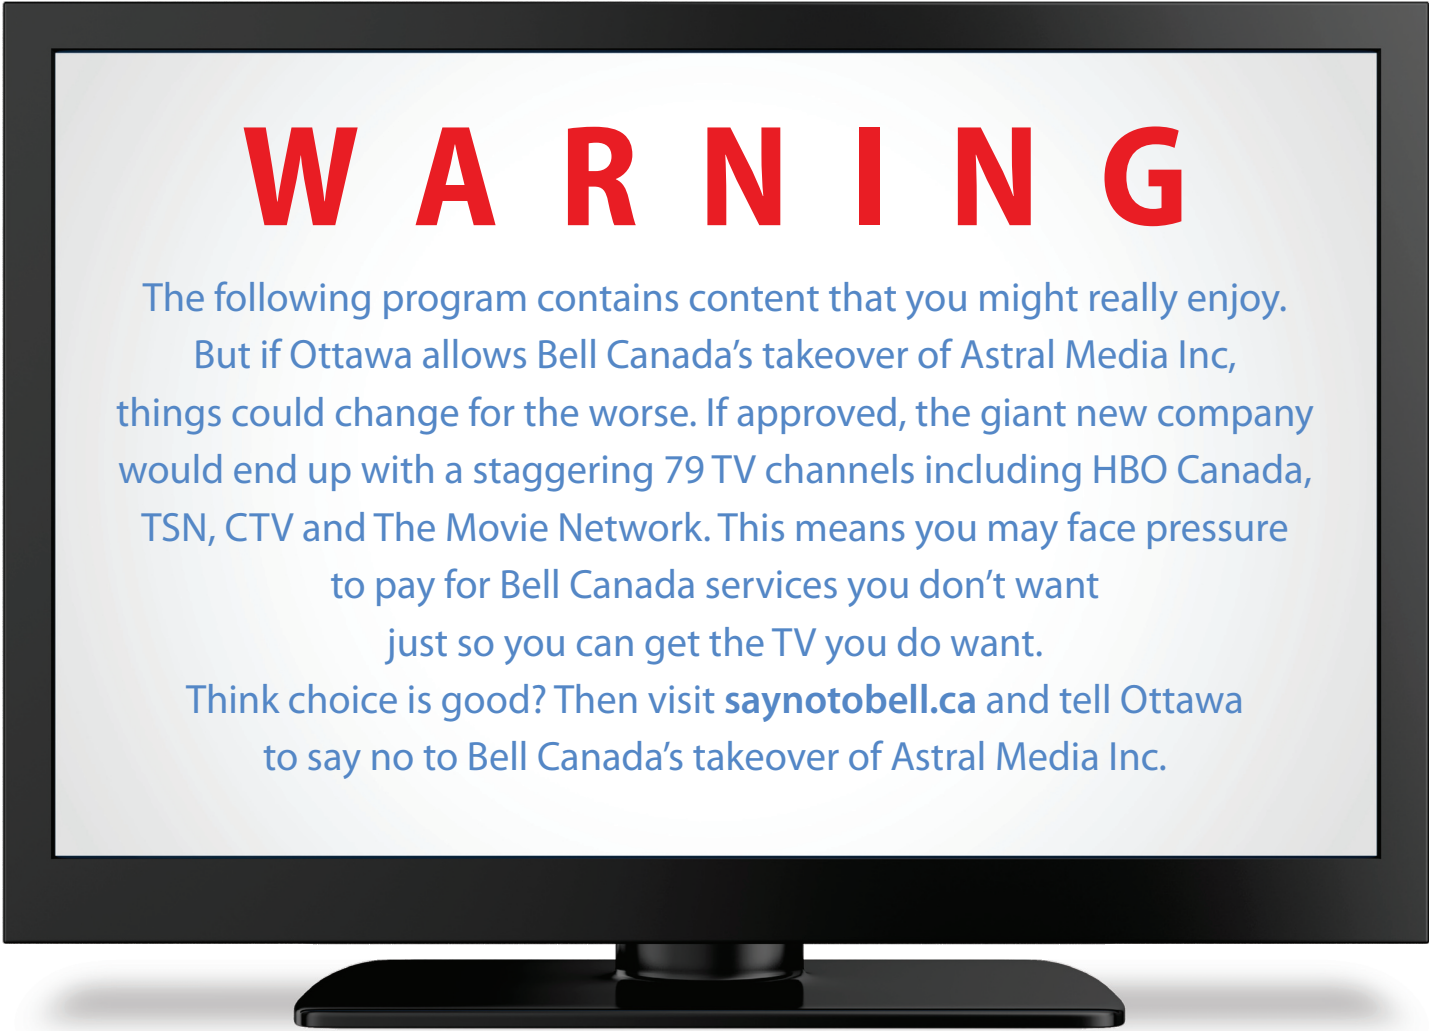 WARNING
The following program contains content that you might really enjoy.
But if Ottawa allows Bell Canada’s takeover of Astral Media Inc,
things could change for the worse. If approved, the giant new company
would end up with a staggering 79 TV channels including HBO Canada,
TSN, CTV and The Movie Network. This means you may face pressure
to pay for Bell Canada services you don’t want
just so you can get the TV you do want.
Think choice is good? Then visit saynotobell.ca and tell Ottawa
to say no to Bell Canada’s takeover of Astral Media Inc.